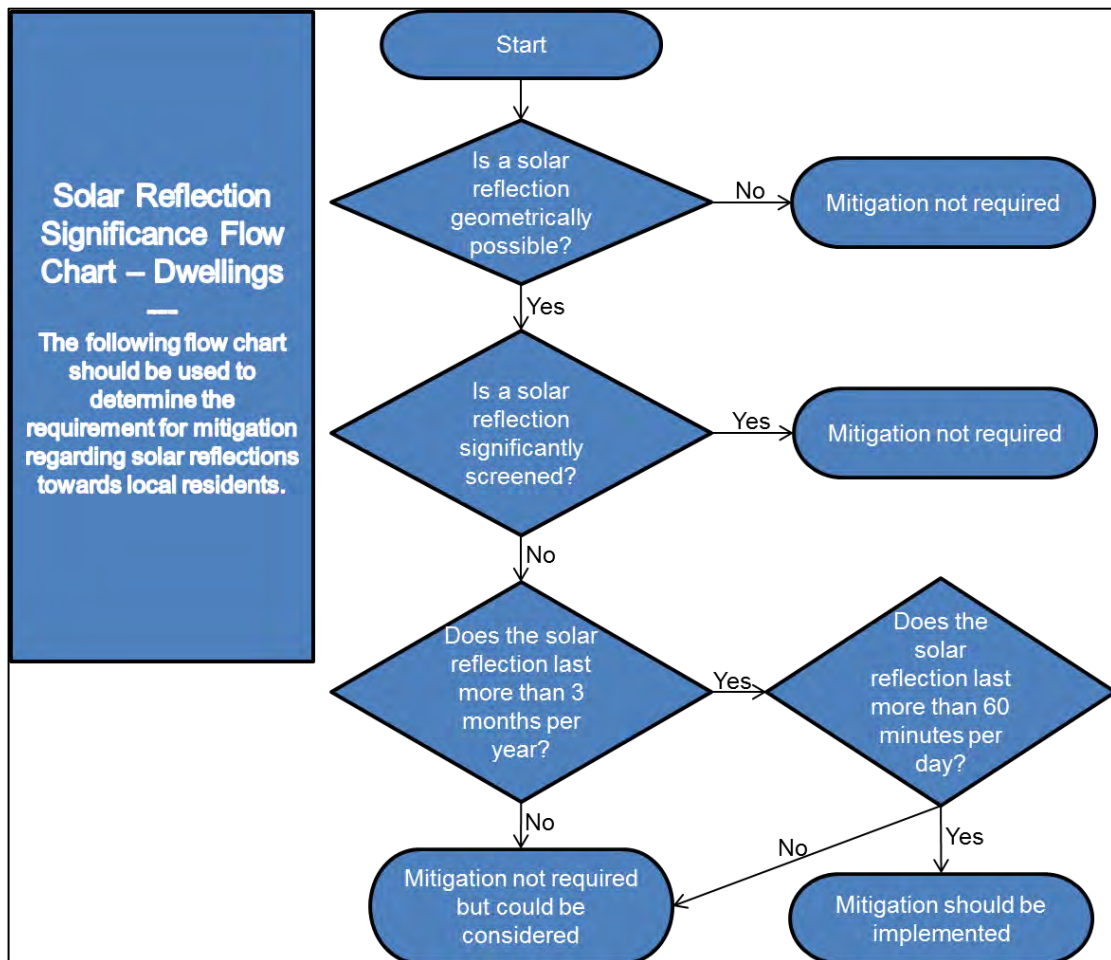 Solar Reflection
Significance Flow
Chart – Dwellings
—
The following flow chart
should be used to
determine the
requirement for mitigation
regarding solar reflections
towards local residents.
Start
Is a solar
reflection
geometrically
possible?
No
Mitigation not required
Yes
Is a solar
reflection
significantly
screened?
Yes
Mitigation not required
No
Does the solar
reflection last
more than 3
months per
year?
Yes
Does the
solar
reflection last
more than 60
minutes per
day?
No
No
Yes
Mitigation not required
but could be
considered
Mitigation should be
implemented